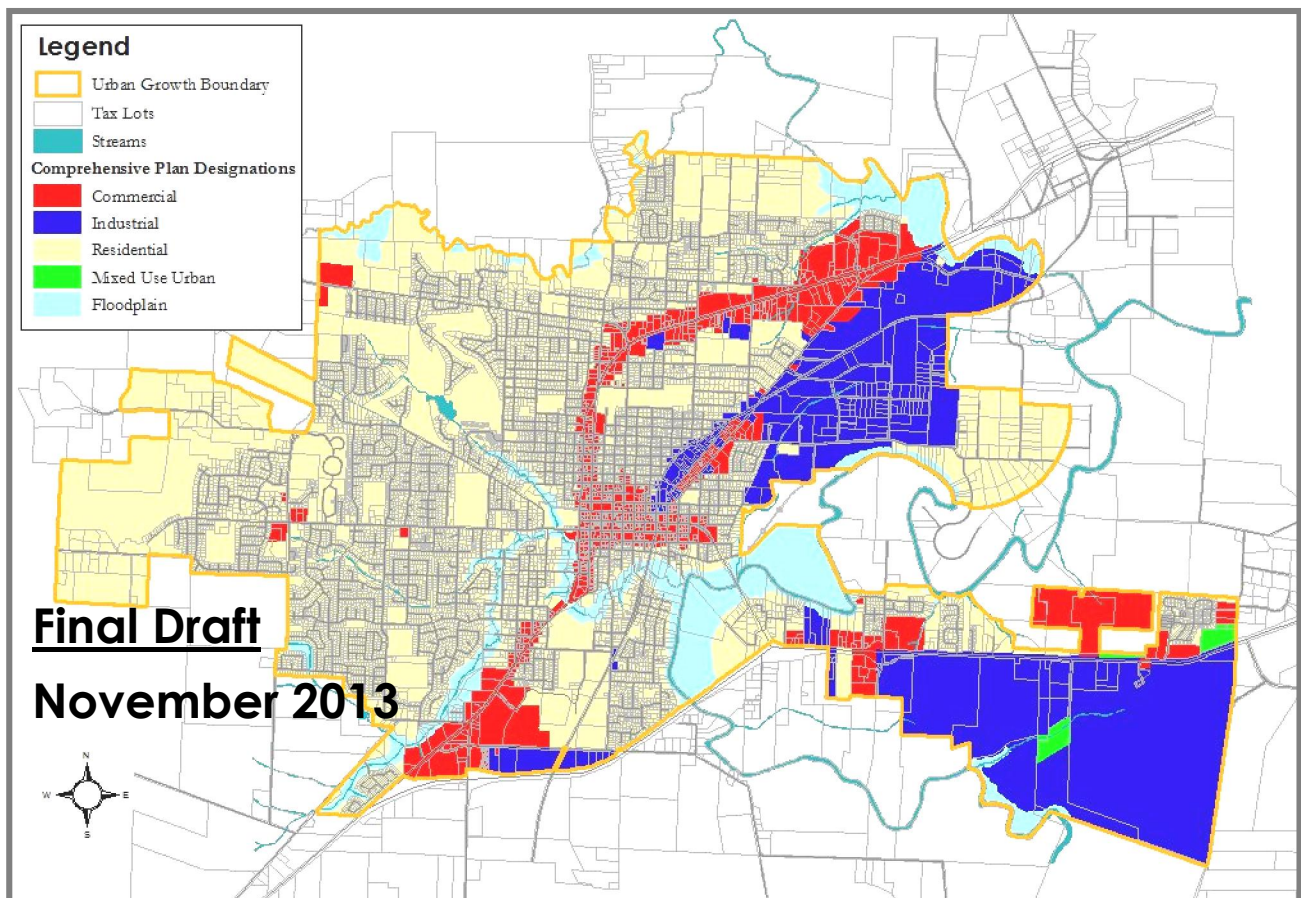 Legend
Urban Growth Boundary
Tax Lots
Streams
Comprehensive Plan Designations
Commercial
Industrial
Residential
Mixed Use Urban
Floodplain
Final Draft
November 2013
N
W E
S